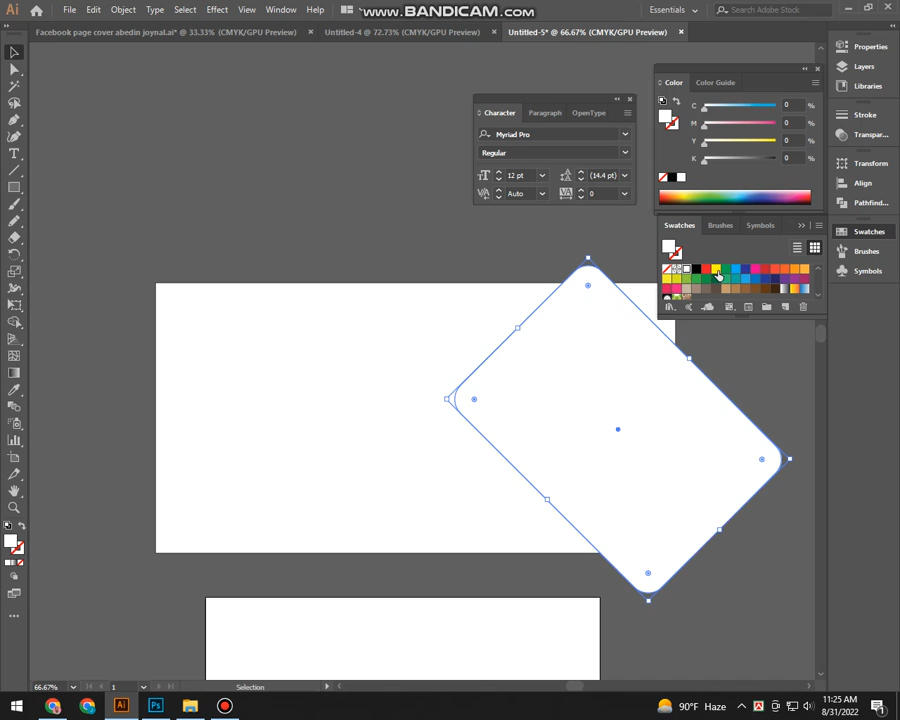 Ai File Edit Object Type Select Effect View Window Help
www.BANDICAM.com
Essentials
Search Adobe Stock
Facebook page cover abedin joynal.ai* @ 33.33% (CMYK/GPU Preview)
Untitled-4 @ 72.73% (CMYK/GPU Preview)
Untitled-5* @ 66.67% (CMYK/GPU Preview)
Character Paragraph OpenType
Myriad Pro
Regular
12 pt (14.4 pt)
Auto 0
Color Color Guide
C 0 %
M 0 %
Y 0 %
K 0 %
Swatches Brushes Symbols
Properties
Layers
Libraries
Stroke
Transpar...
Transform
Align
Pathfind...
Swatches
Brushes
Symbols
66.67% 1 Selection
Ai Ps
90°F Haze
11:25 AM
8/31/2022
1